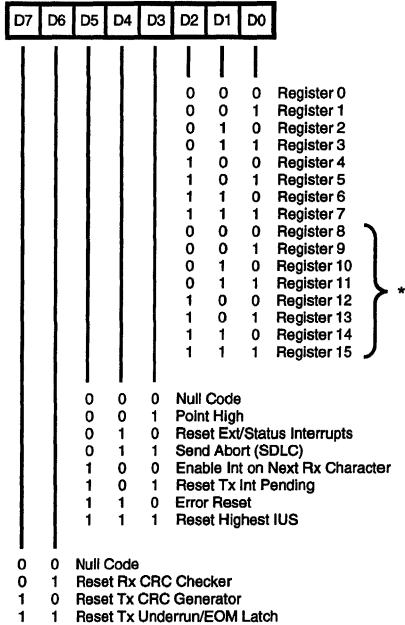 D7 D6 D5 D4 D3 D2 D1 D0
0 0 0 Register 0
0 0 1 Register 1
0 1 0 Register 2
0 1 1 Register 3
1 0 0 Register 4
1 0 1 Register 5
1 1 0 Register 6
1 1 1 Register 7
0 0 0 Register 8
0 0 1 Register 9
0 1 0 Register 10
0 1 1 Register 11
1 0 0 Register 12
1 0 1 Register 13
1 1 0 Register 14
1 1 1 Register 15
*
0 0 0 Null Code
0 0 1 Point High
0 1 0 Reset Ext/Status Interrupts
0 1 1 Send Abort (SDLC)
1 0 0 Enable Int on Next Rx Character
1 0 1 Reset Tx Int Pending
1 1 0 Error Reset
1 1 1 Reset Highest IUS
0 0 Null Code
0 1 Reset Rx CRC Checker
1 0 Reset Tx CRC Generator
1 1 Reset Tx Underrun/EOM Latch